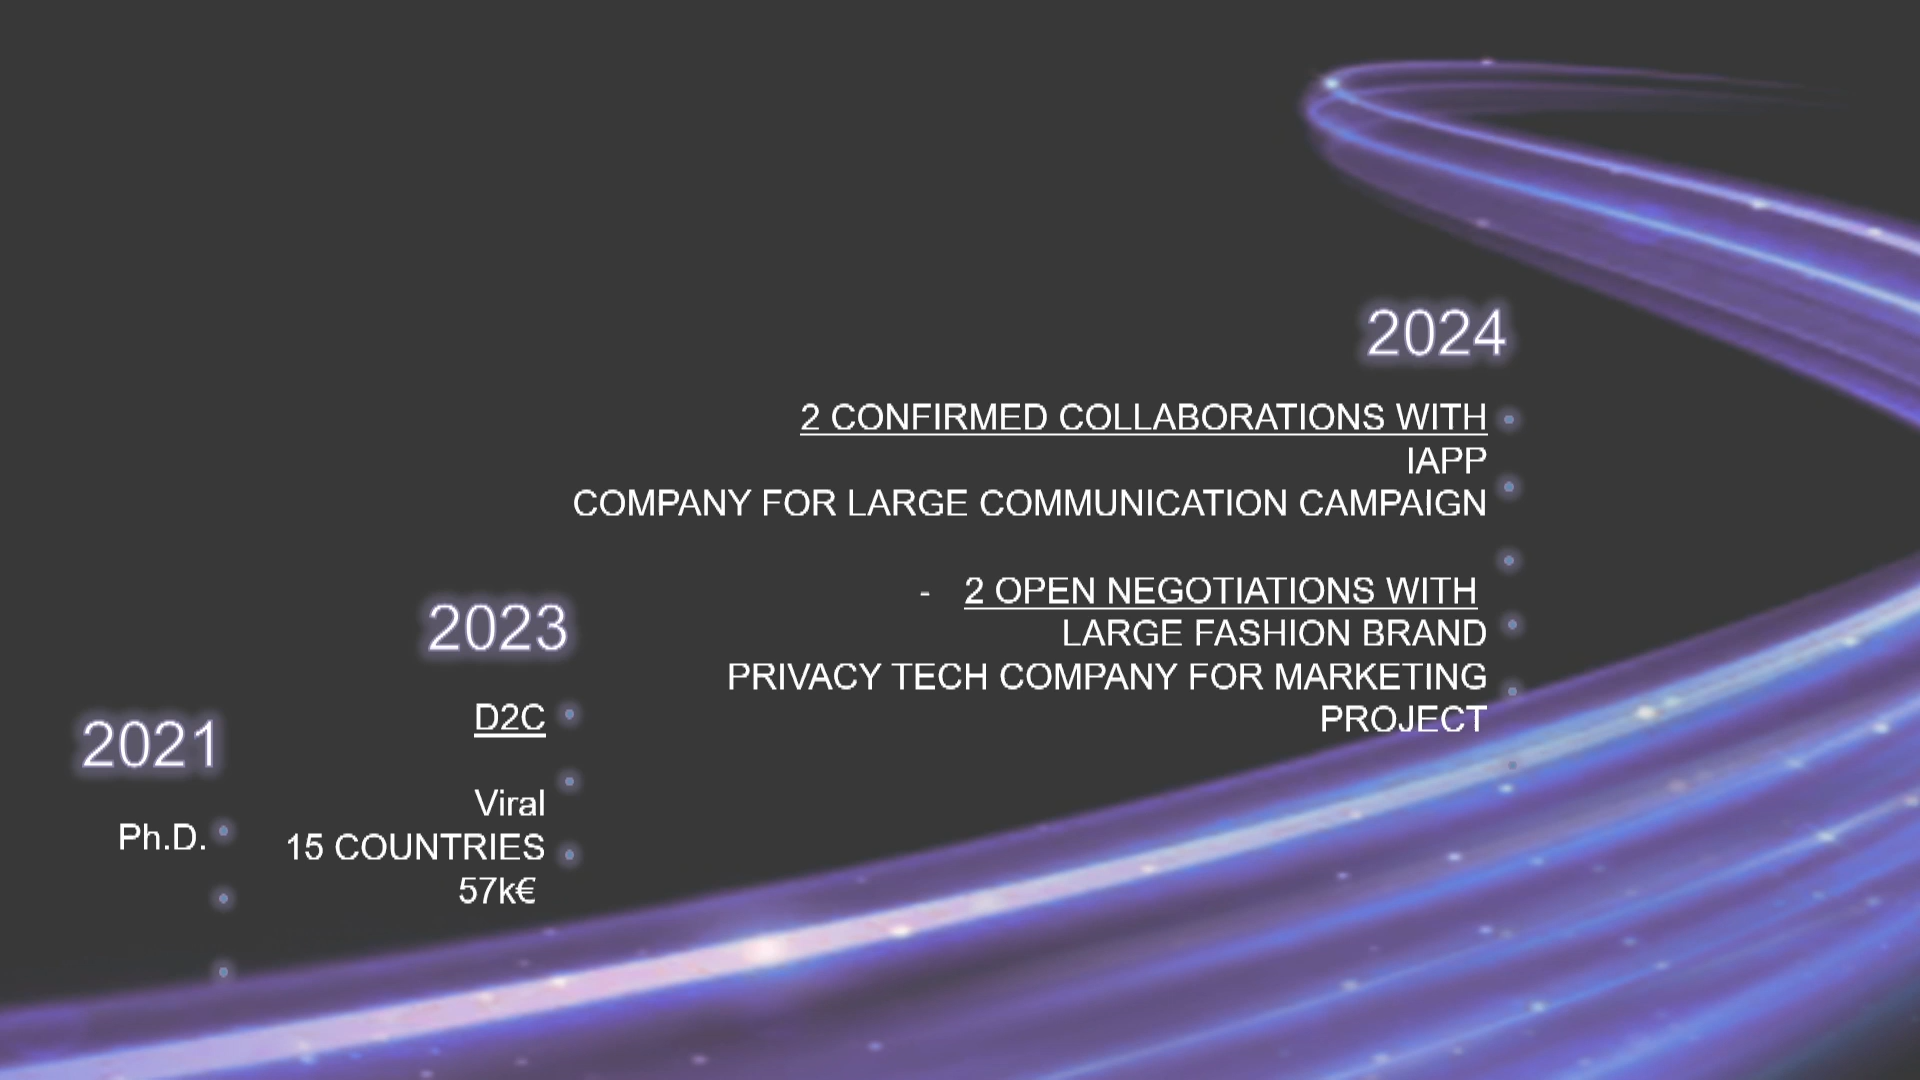 2021
Ph.D.
2023
D2C
Viral
15 COUNTRIES
57k€
2024
2 CONFIRMED COLLABORATIONS WITH
IAPP
COMPANY FOR LARGE COMMUNICATION CAMPAIGN
- 2 OPEN NEGOTIATIONS WITH
LARGE FASHION BRAND
PRIVACY TECH COMPANY FOR MARKETING
PROJECT